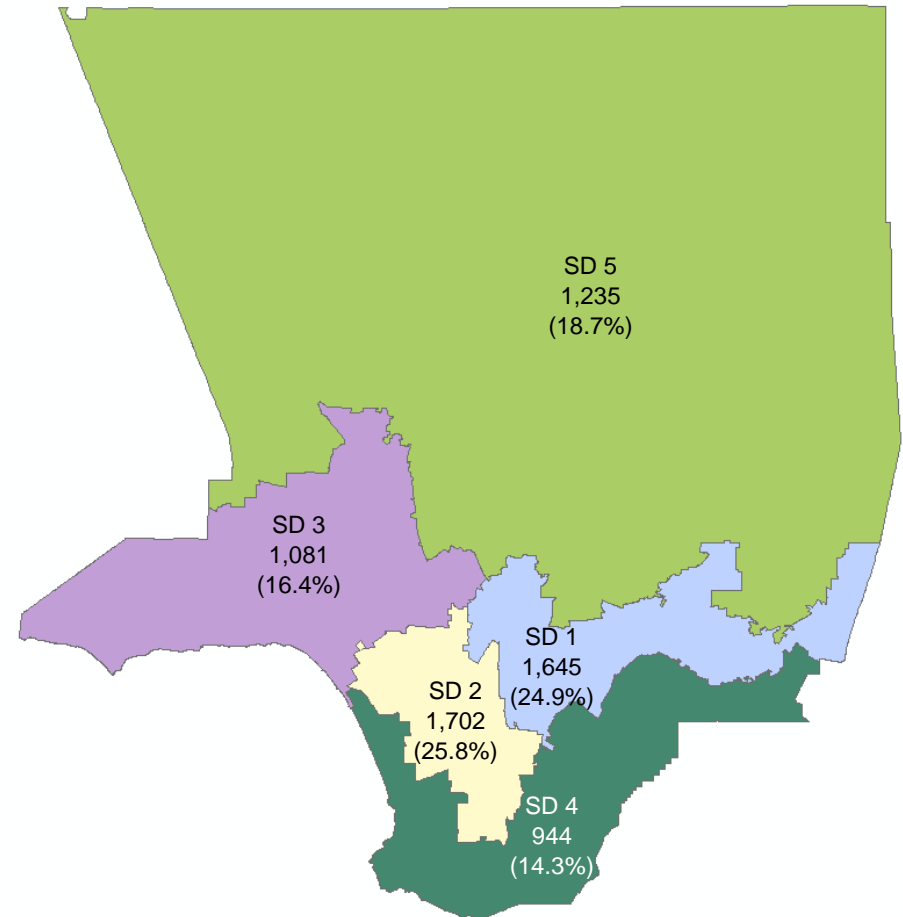 SD 5
1,235
(18.7%)
SD 3
1,081
(16.4%)
SD 1
1,645
(24.9%)
SD 2
1,702
(25.8%)
SD 4
944
(14.3%)